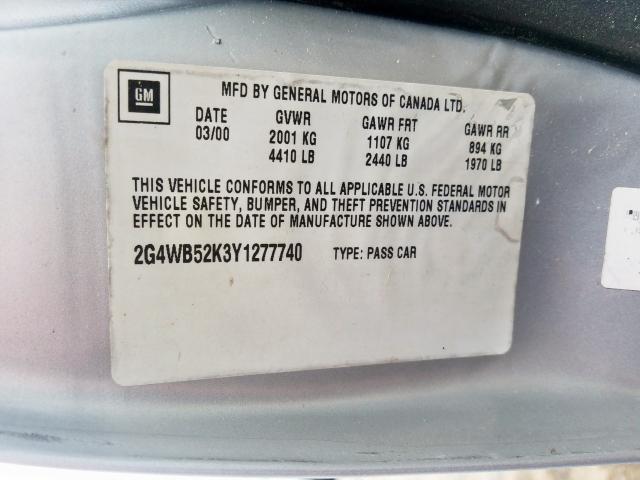 GM
MFD BY GENERAL MOTORS OF CANADA LTD.
DATE GVWR GAWR FRT GAWR RR
03/00 2001 KG 1107 KG 894 KG
4410 LB 2440 LB 1970 LB
THIS VEHICLE CONFORMS TO ALL APPLICABLE U.S. FEDERAL MOTOR
VEHICLE SAFETY, BUMPER, AND THEFT PREVENTION STANDARDS IN
EFFECT ON THE DATE OF MANUFACTURE SHOWN ABOVE.
2G4WB52K3Y1277740 TYPE: PASS CAR